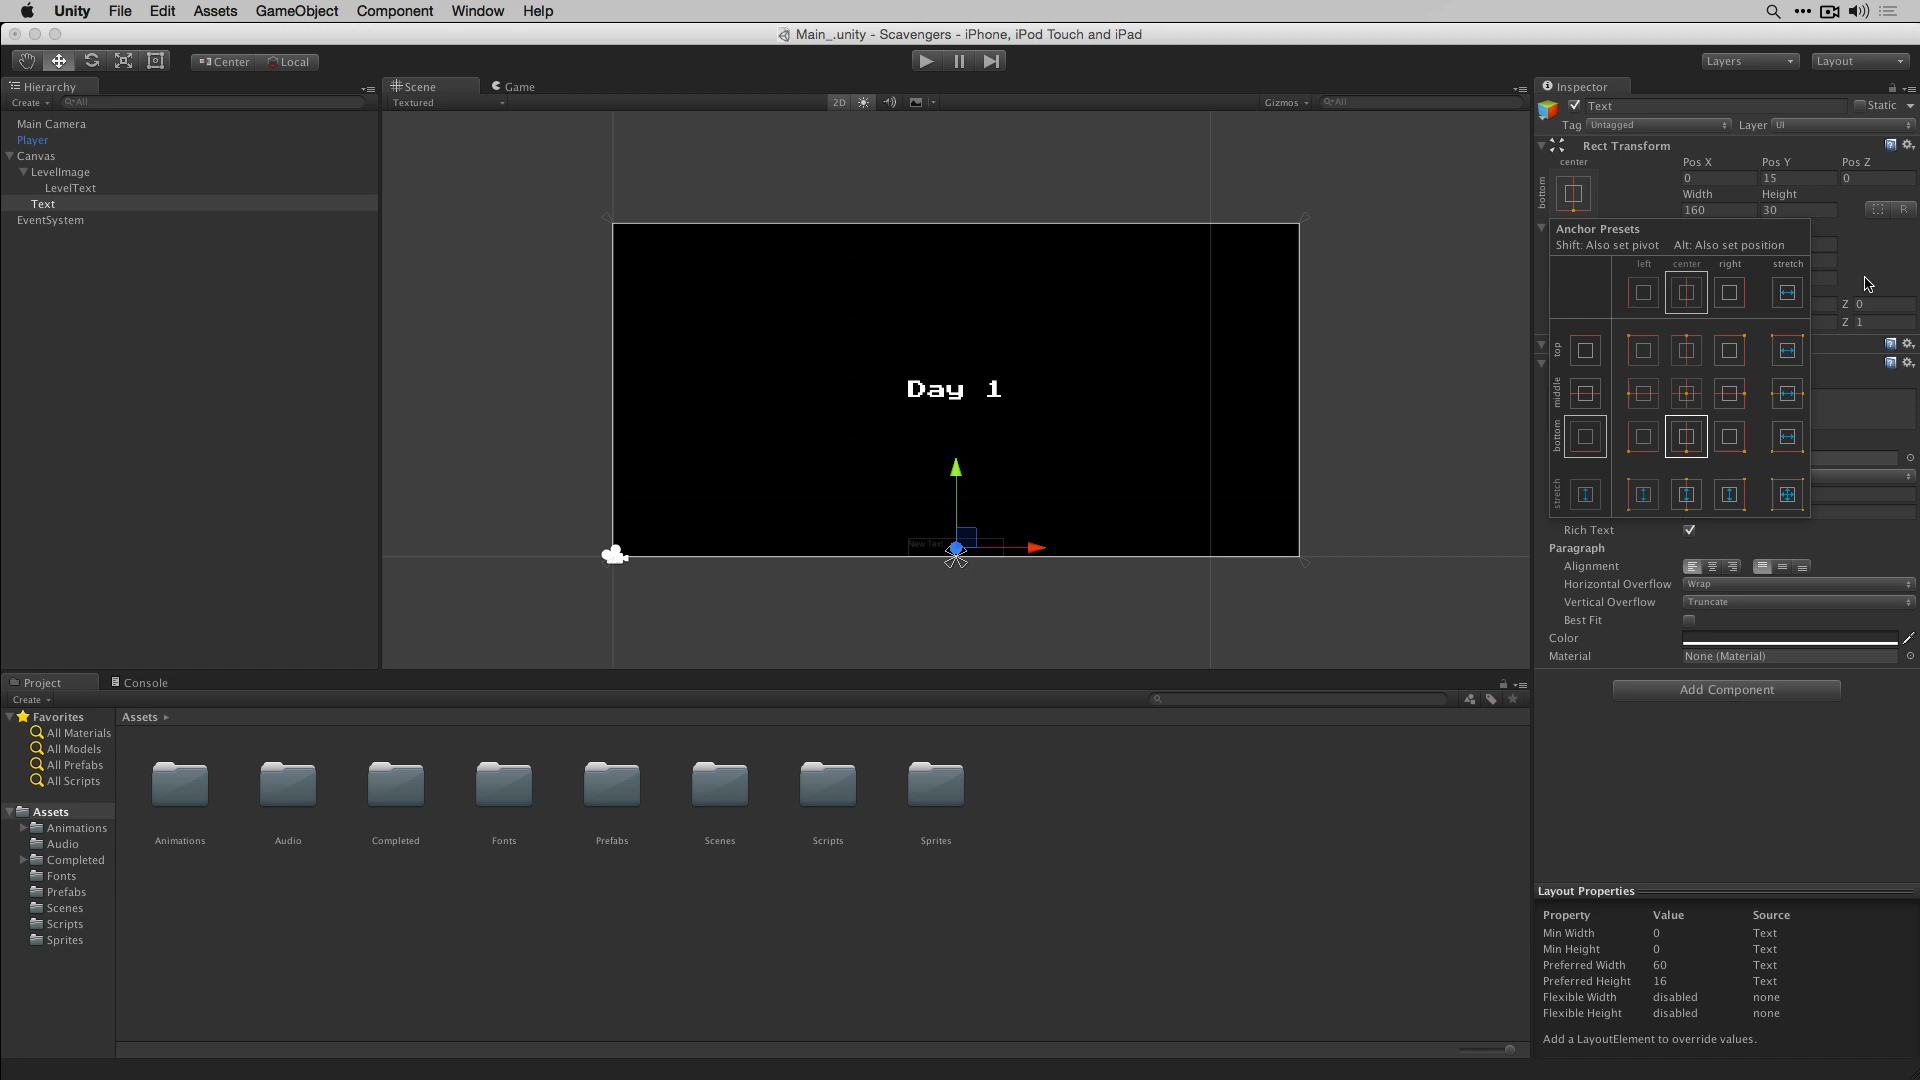 Unity File Edit Assets GameObject Component Window Help
Main_.unity - Scavengers - iPhone, iPod Touch and iPad
Center Local
Layers Layout
Hierarchy
Create All
Main Camera
Player
Canvas
LevelImage
LevelText
Text
EventSystem
Scene Game
Textured 2D Gizmos All
Day 1
New Text
Inspector
Text Static
Tag Untagged Layer UI
Rect Transform
center Pos X Pos Y Pos Z
bottom 0 15 0
Width Height
160 30 R
Anchor Presets
Shift: Also set pivot Alt: Also set position
left center right stretch
Z 0
Z 1
top
middle
bottom
stretch
Rich Text
Paragraph
Alignment
Horizontal Overflow Wrap
Vertical Overflow Truncate
Best Fit
Color
Material None (Material)
Add Component
Project Console
Create
Favorites
All Materials
All Models
All Prefabs
All Scripts
Assets
Animations
Audio
Completed
Fonts
Prefabs
Scenes
Scripts
Sprites
Assets
Animations Audio Completed Fonts Prefabs Scenes Scripts Sprites
Layout Properties
Property Value Source
Min Width 0 Text
Min Height 0 Text
Preferred Width 60 Text
Preferred Height 16 Text
Flexible Width disabled none
Flexible Height disabled none
Add a LayoutElement to override values.